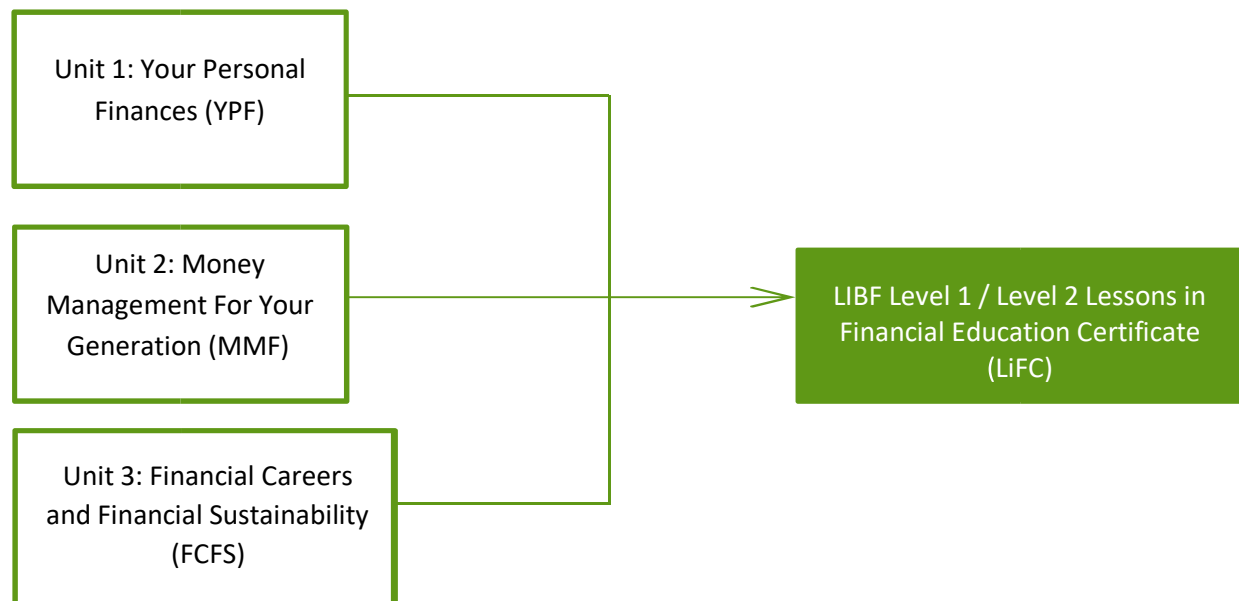 Unit 1: Your Personal
Finances (YPF)
Unit 2: Money
Management For Your
Generation (MMF)
Unit 3: Financial Careers
and Financial Sustainability
(FCFS)
LIBF Level 1 / Level 2 Lessons in
Financial Education Certificate
(LiFC)